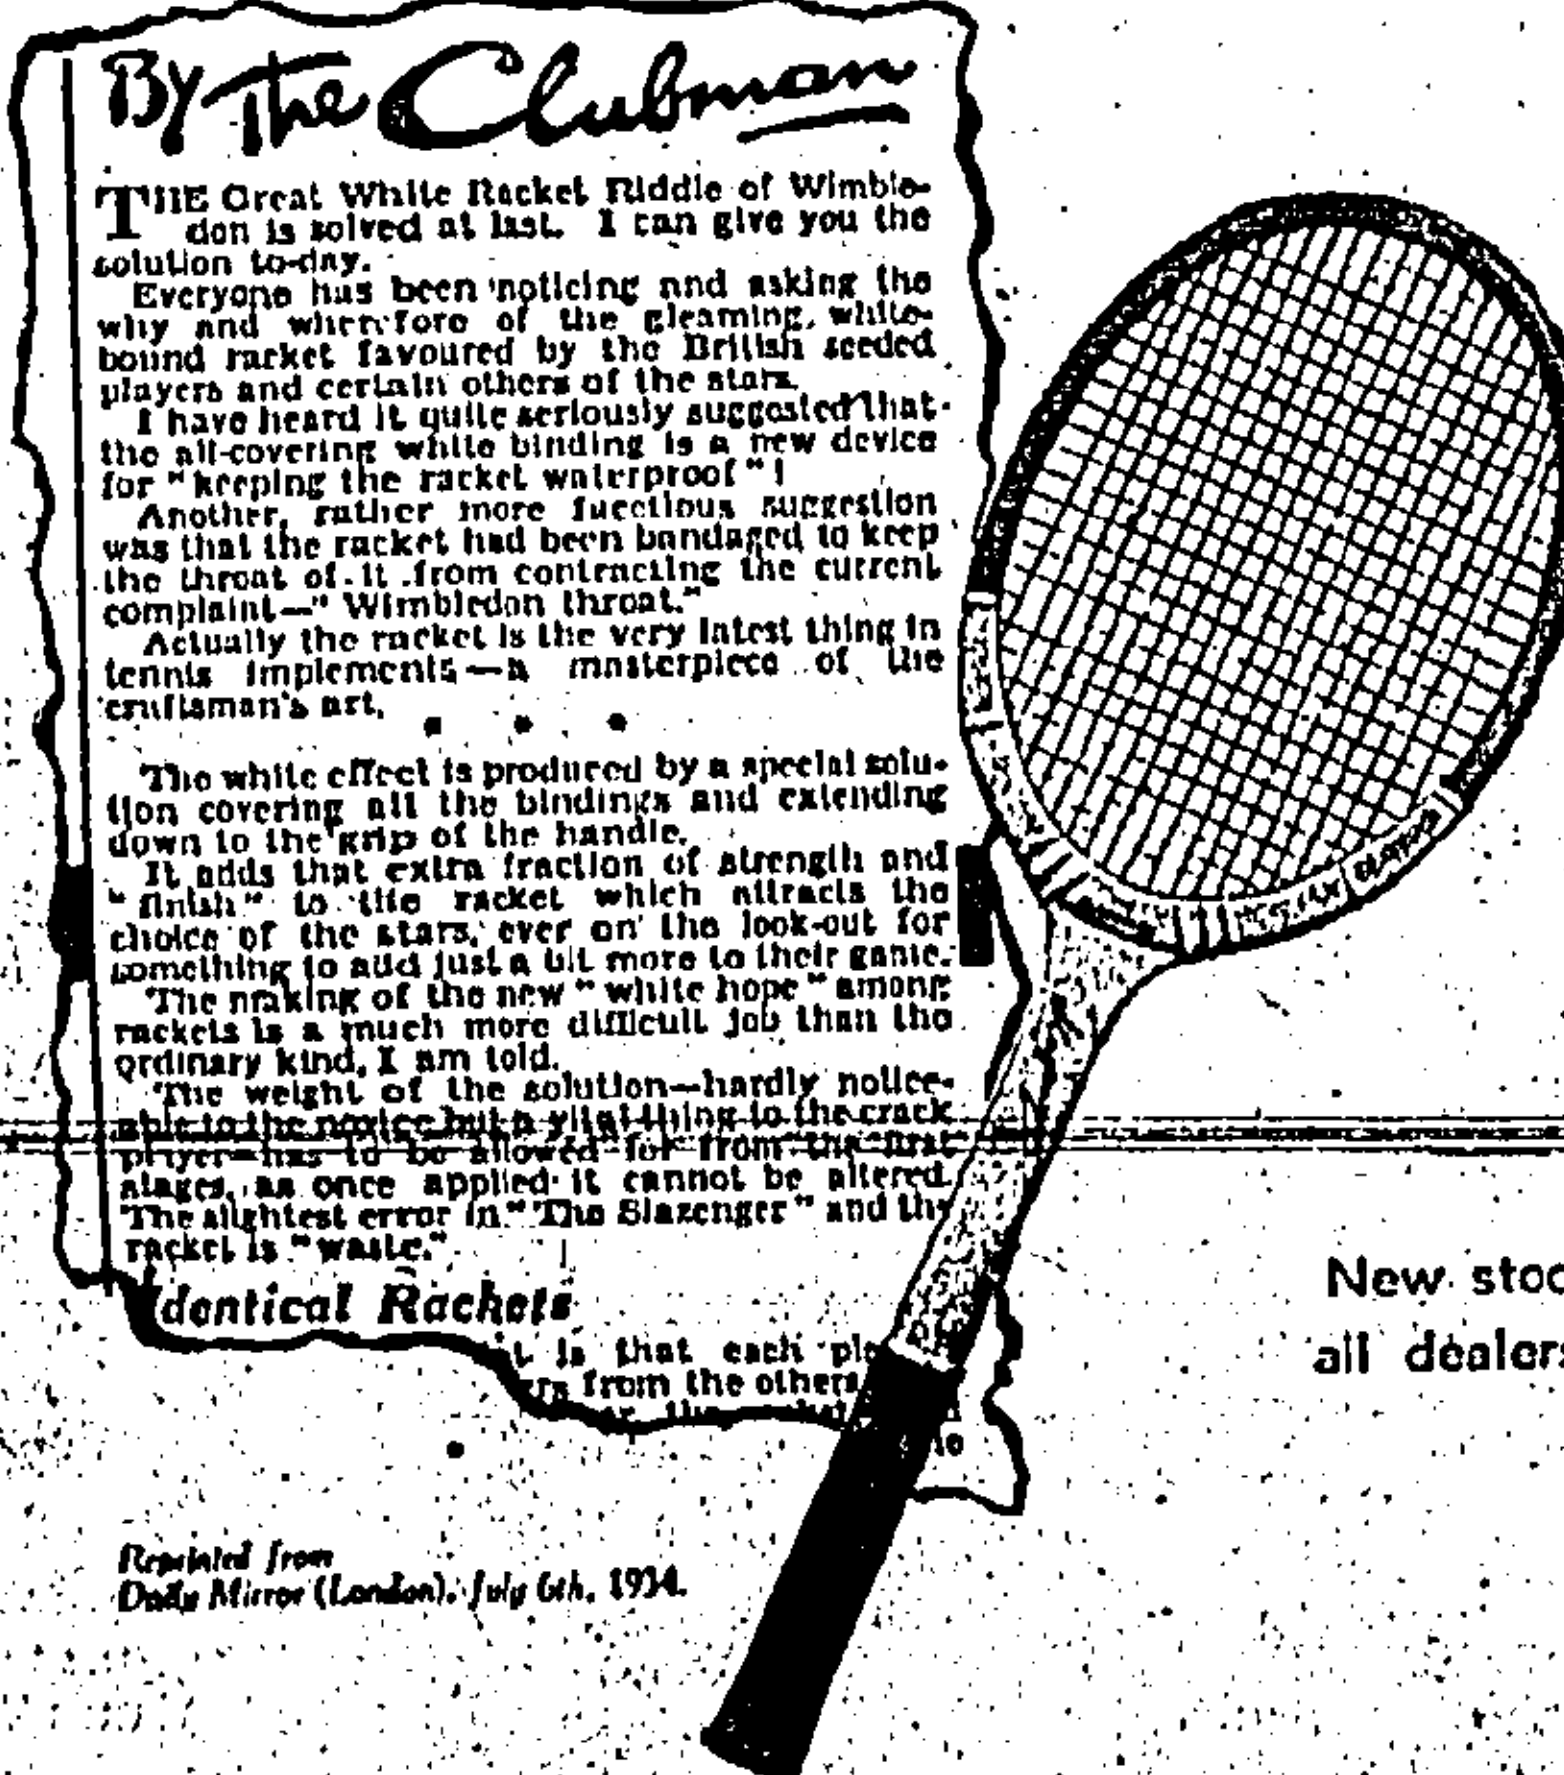 By The Clubman
THE Great White Racket Riddle of Wimble-
don is solved at last. I can give you the
solution to-day.
Everyone has been noticing and asking the
why and wherefore of the gleaming, white-
bound racket favoured by the British seeded
players and certain others of the stars.
I have heard it quite seriously suggested that
the all-covering white binding is a new device
for "keeping the racket waterproof"!
Another, rather more facetious suggestion
was that the racket had been bandaged to keep
the throat of it from contracting the current
complaint—"Wimbledon throat."
Actually the racket is the very latest thing in
tennis implements—a masterpiece of the
craftsman's art.
The white effect is produced by a special solu-
tion covering all the bindings and extending
down to the grip of the handle.
It adds that extra fraction of strength and
"finish" to the racket which attracts the
choice of the stars, ever on the look-out for
something to add just a bit more to their game.
The making of the new "white hope" among
rackets is a much more difficult job than the
ordinary kind, I am told.
The weight of the solution—hardly notice-
able to the novice but a vital thing to the crack
player—has to be allowed for from the first
stages, as once applied it cannot be altered.
The slightest error in "The Slazenger" and the
racket is "waste."
Identical Rackets
is that each
from the others
New stoc
all dealers
Reprinted from
Daily Mirror (London), July 6th, 1934.